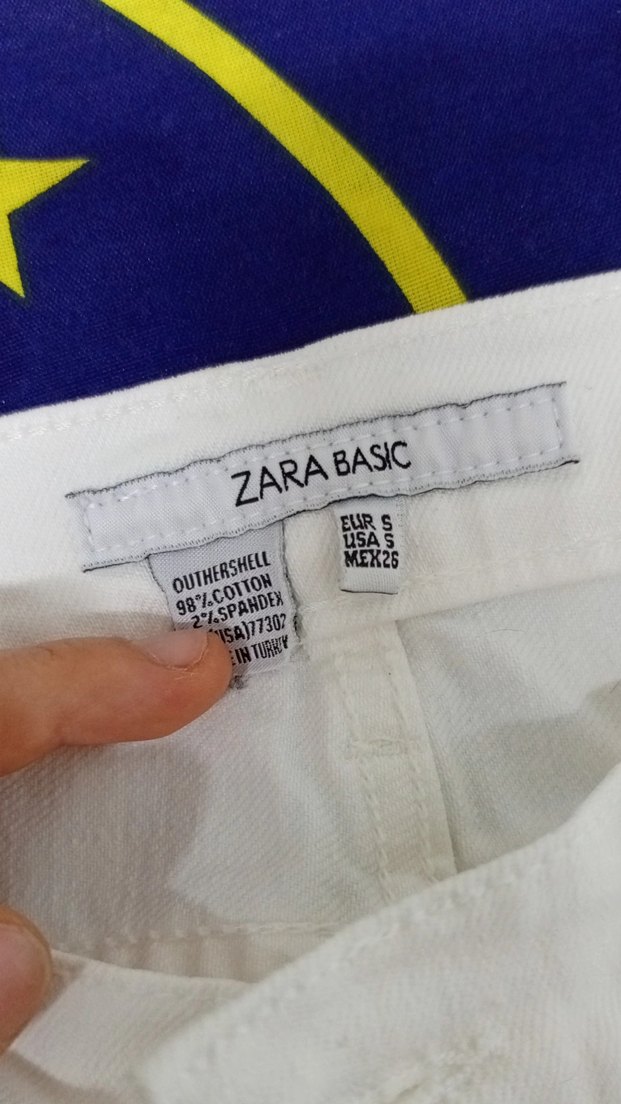 ZARA BASIC
EUR S
USA S
MEX 26
OUTHERSHELL
98%COTTON
2%SPANDEX
USA)77302
E IN TURKEY